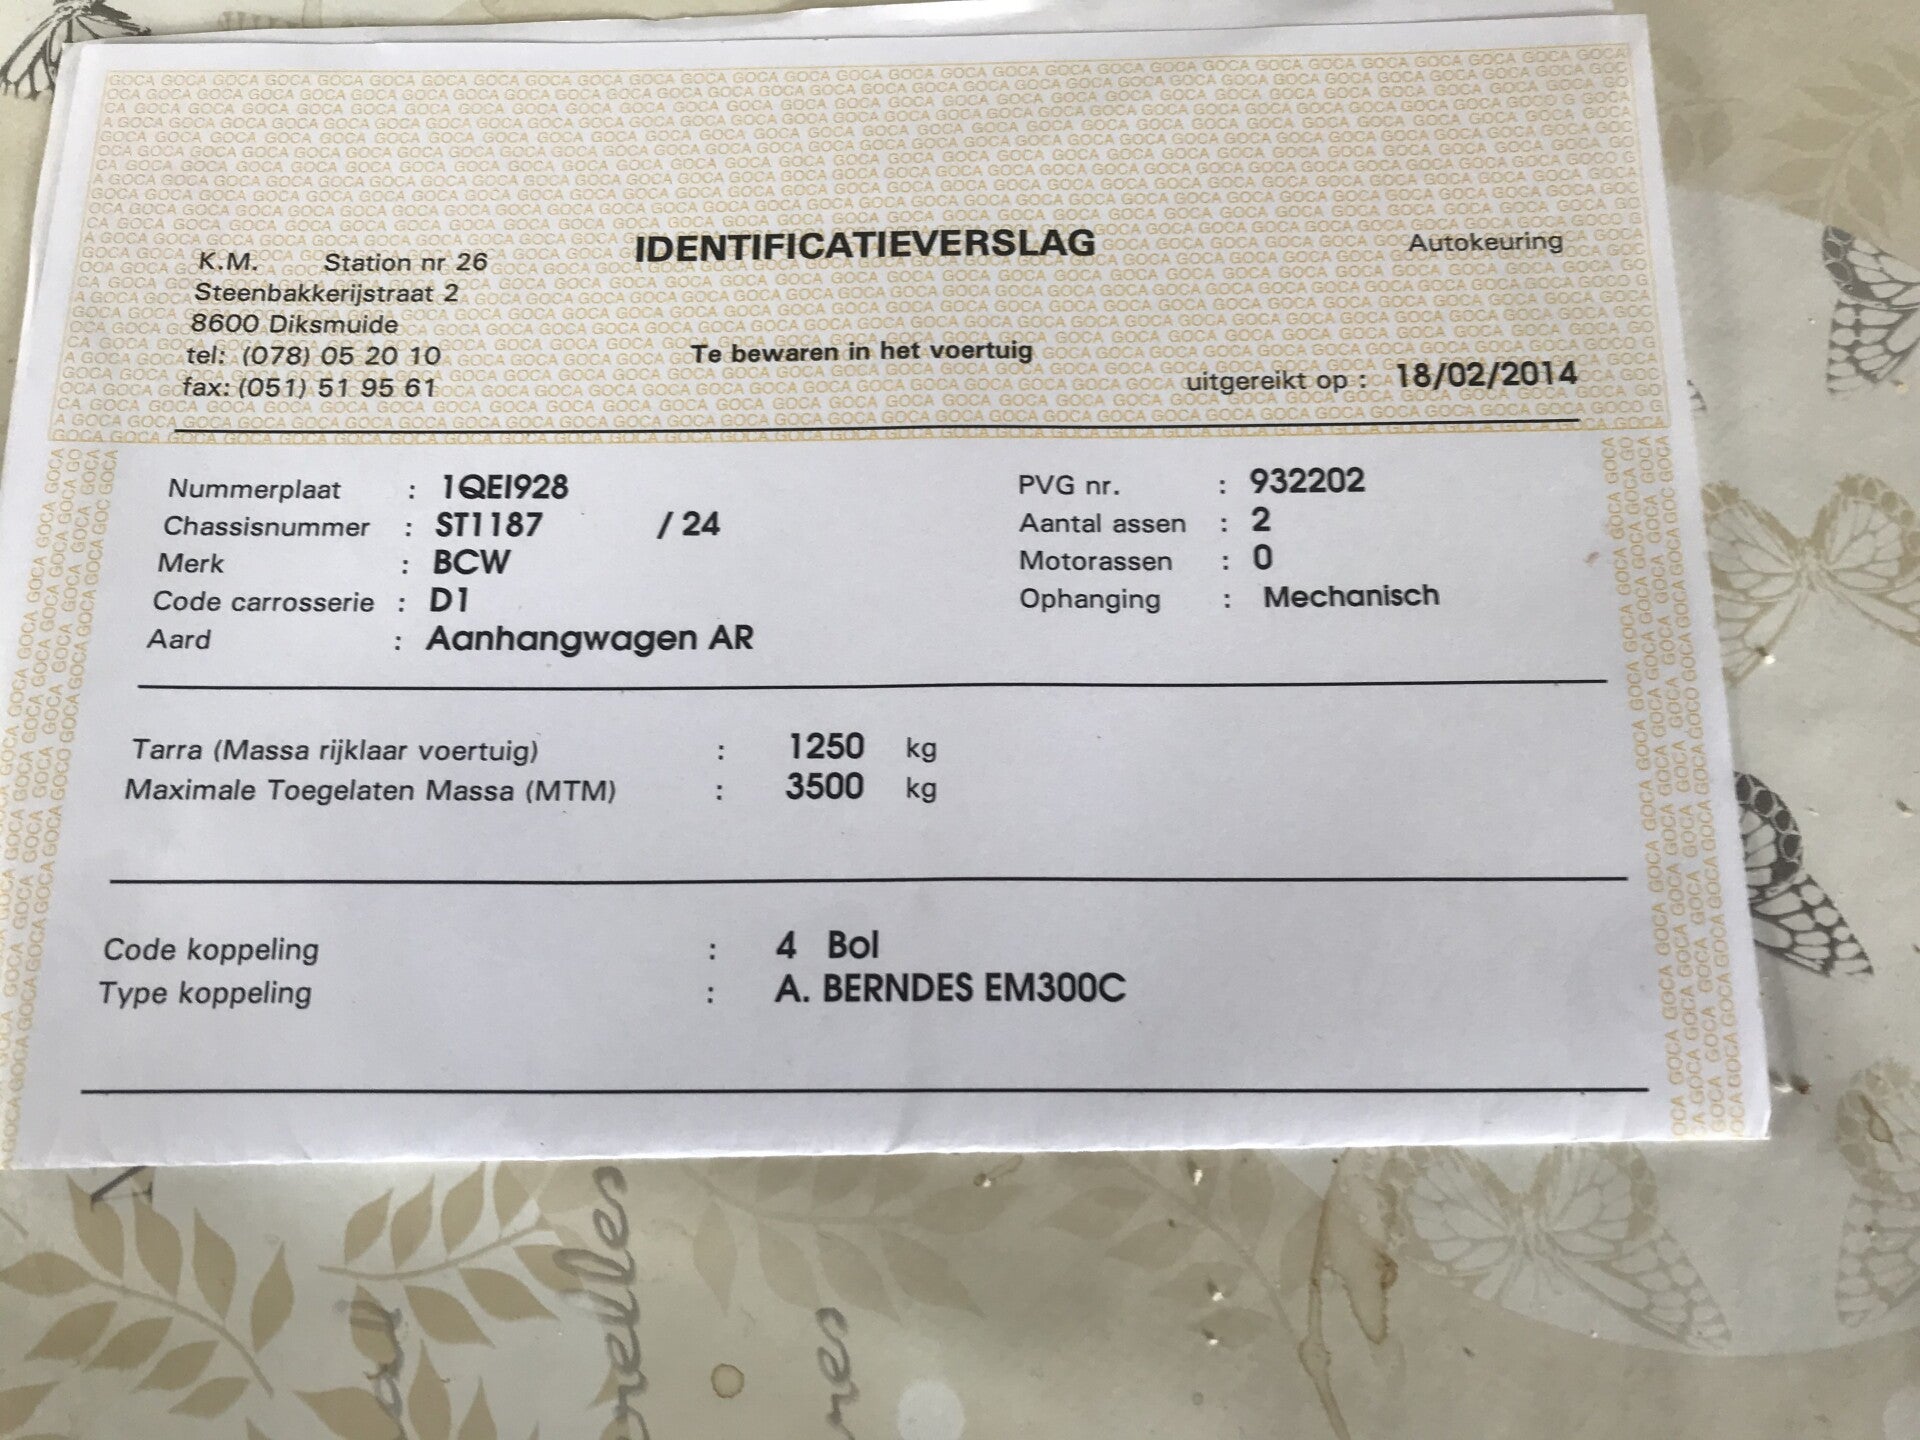 IDENTIFICATIEVERSLAG
Autokeuring
K.M. Station nr 26
Steenbakkerijstraat 2
8600 Diksmuide
tel: (078) 05 20 10
fax: (051) 51 95 61
Te bewaren in het voertuig
uitgereikt op : 18/02/2014
Nummerplaat : 1QEI928
Chassisnummer : ST1187 / 24
Merk : BCW
Code carrosserie : D1
Aard : Aanhangwagen AR
PVG nr. : 932202
Aantal assen : 2
Motorassen : 0
Ophanging : Mechanisch
Tarra (Massa rijklaar voertuig) : 1250 kg
Maximale Toegelaten Massa (MTM) : 3500 kg
Code koppeling : 4 Bol
Type koppeling : A. BERNDES EM300C